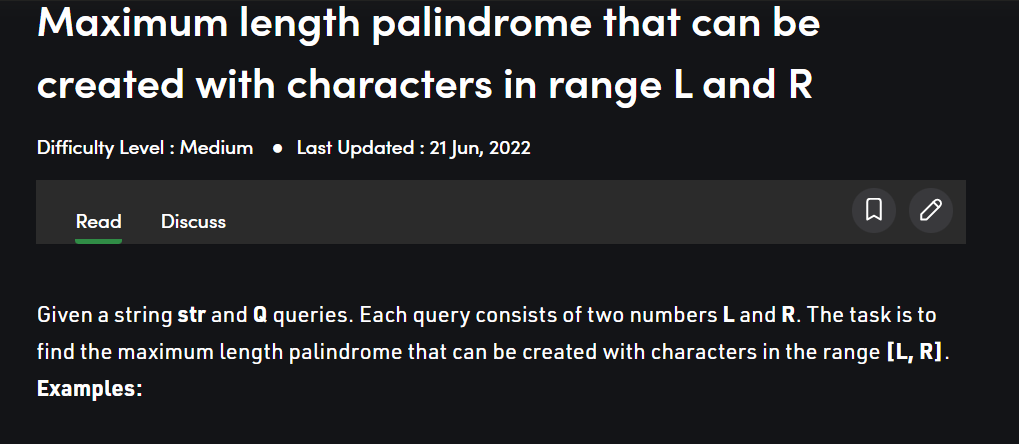 Maximum length palindrome that can be
created with characters in range L and R
Difficulty Level : Medium ● Last Updated : 21 Jun, 2022
Read Discuss
Given a string str and Q queries. Each query consists of two numbers L and R. The task is to
find the maximum length palindrome that can be created with characters in the range [L, R].
Examples: